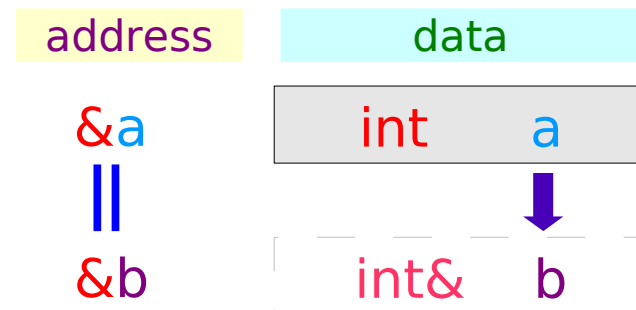 address data
&a int a
&b int& b